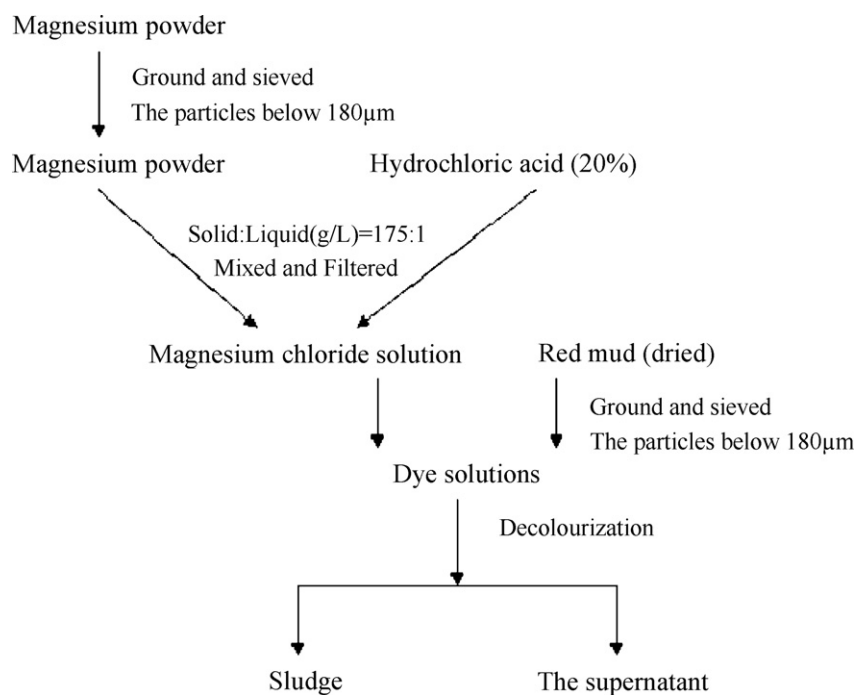 Magnesium powder
Ground and sieved
The particles below 180µm
Magnesium powder
Hydrochloric acid (20%)
Solid:Liquid(g/L)=175:1
Mixed and Filtered
Magnesium chloride solution
Red mud (dried)
Ground and sieved
The particles below 180µm
Dye solutions
Decolourization
Sludge
The supernatant